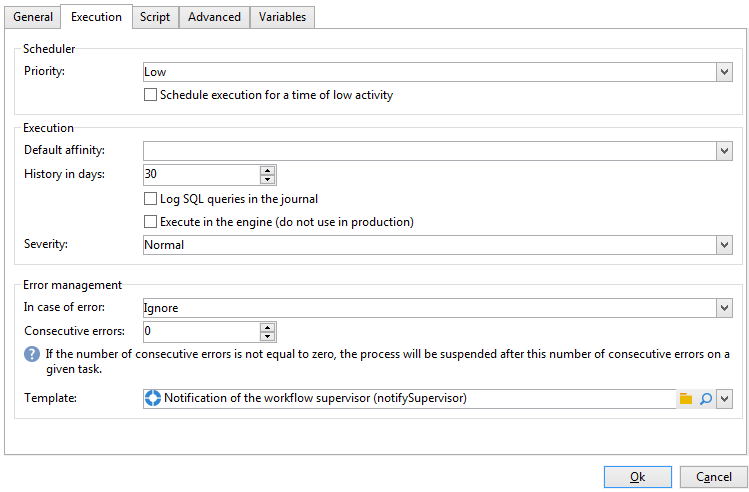 General Execution Script Advanced Variables
Scheduler
Priority: Low
Schedule execution for a time of low activity
Execution
Default affinity:
History in days: 30
Log SQL queries in the journal
Execute in the engine (do not use in production)
Severity: Normal
Error management
In case of error: Ignore
Consecutive errors: 0
? If the number of consecutive errors is not equal to zero, the process will be suspended after this number of consecutive errors on a
given task.
Template: Notification of the workflow supervisor (notifySupervisor)
Ok Cancel